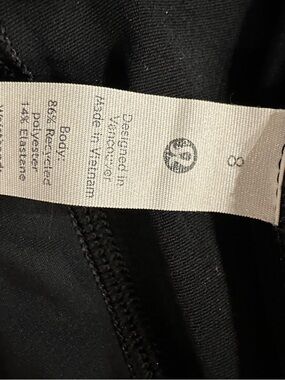 8
Designed in
Vancouver
Made in Vietnam
Body:
86% Recycled
polyester
14% Elastane